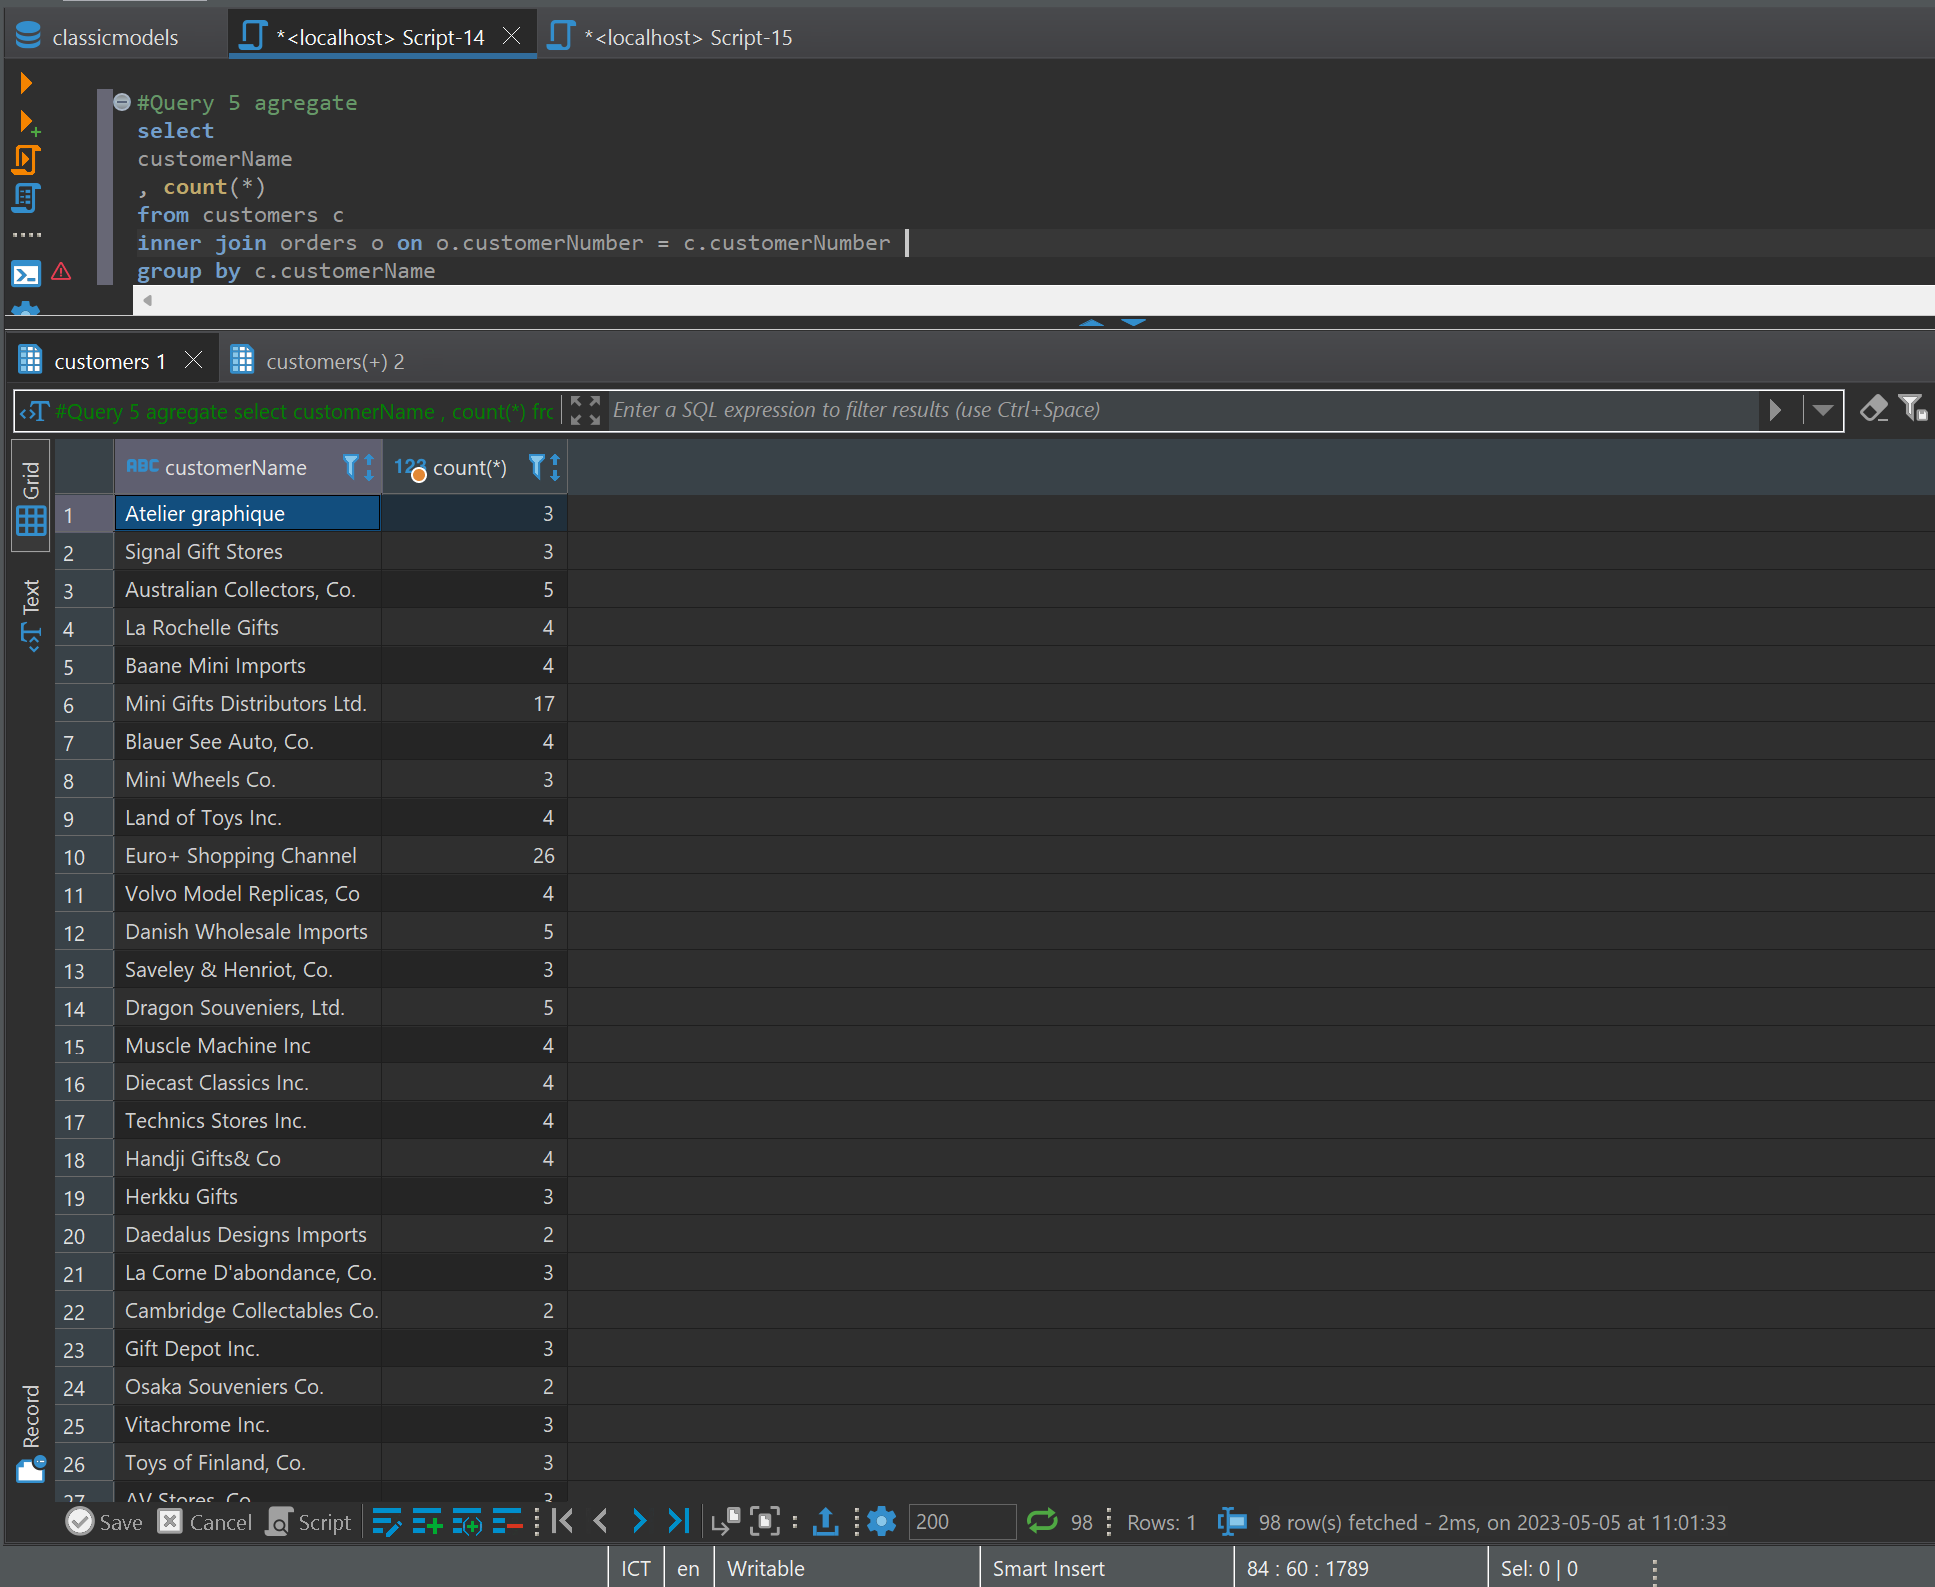 classicmodels
*<localhost> Script-14
*<localhost> Script-15
#Query 5 agregate
select
customerName
, count(*)
from customers c
inner join orders o on o.customerNumber = c.customerNumber
group by c.customerName
customers 1
customers(+) 2
#Query 5 agregate select customerName , count(*) frc
Enter a SQL expression to filter results (use Ctrl+Space)
Grid
Text
Record
ABC customerName 123 count(*)
1 Atelier graphique 3
2 Signal Gift Stores 3
3 Australian Collectors, Co. 5
4 La Rochelle Gifts 4
5 Baane Mini Imports 4
6 Mini Gifts Distributors Ltd. 17
7 Blauer See Auto, Co. 4
8 Mini Wheels Co. 3
9 Land of Toys Inc. 4
10 Euro+ Shopping Channel 26
11 Volvo Model Replicas, Co 4
12 Danish Wholesale Imports 5
13 Saveley & Henriot, Co. 3
14 Dragon Souveniers, Ltd. 5
15 Muscle Machine Inc 4
16 Diecast Classics Inc. 4
17 Technics Stores Inc. 4
18 Handji Gifts& Co 4
19 Herkku Gifts 3
20 Daedalus Designs Imports 2
21 La Corne D'abondance, Co. 3
22 Cambridge Collectables Co. 2
23 Gift Depot Inc. 3
24 Osaka Souveniers Co. 2
25 Vitachrome Inc. 3
26 Toys of Finland, Co. 3
27 AV Stores, Co. 3
Save Cancel Script 200 98 Rows: 1 98 row(s) fetched - 2ms, on 2023-05-05 at 11:01:33
ICT en Writable Smart Insert 84 : 60 : 1789 Sel: 0 | 0